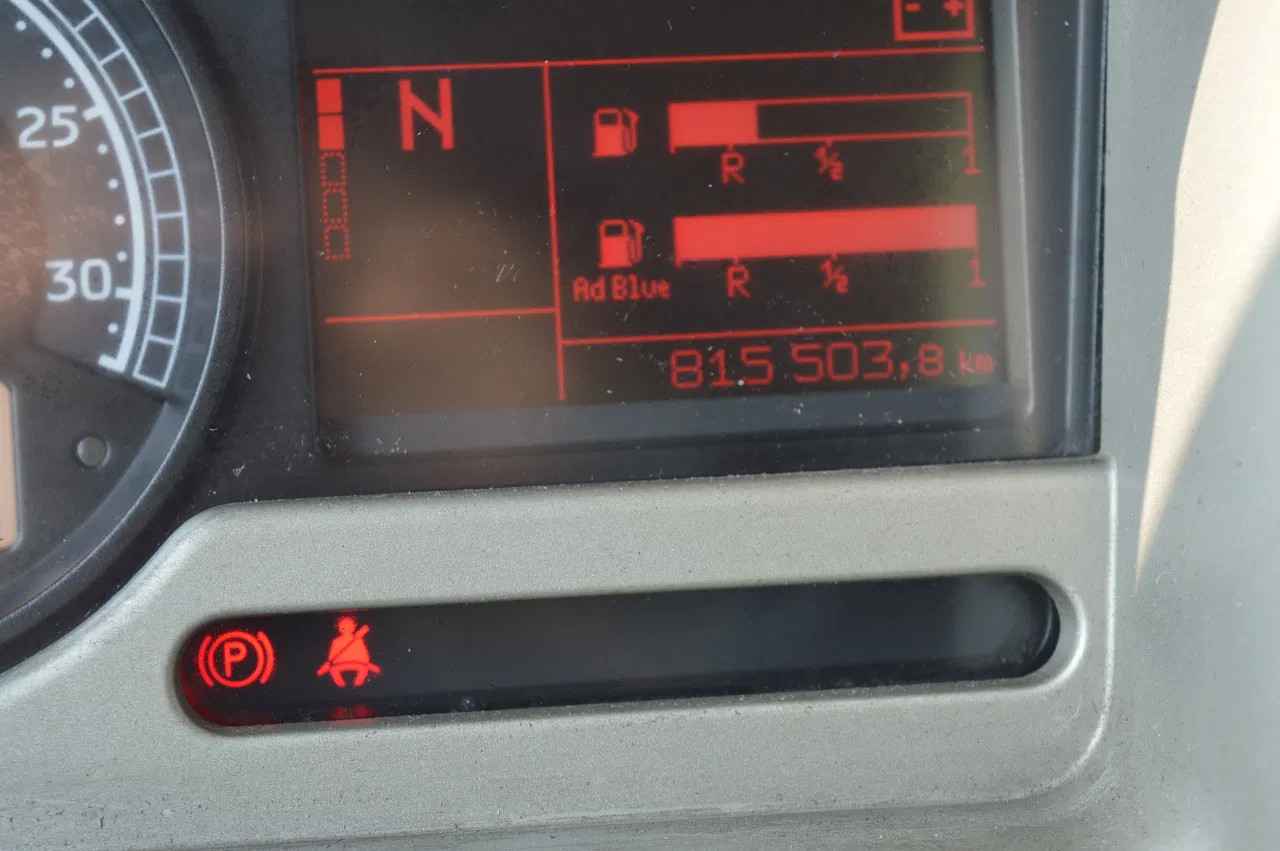 - +
25
N
R ½ 1
30
Ad Blue
R ½ 1
815 503,8 km
P